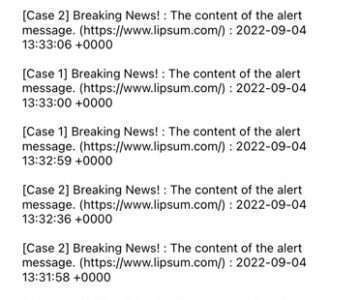 [Case 2] Breaking News! : The content of the alert
message. (https://www.lipsum.com/) : 2022-09-04
13:33:06 +0000
[Case 1] Breaking News! : The content of the alert
message. (https://www.lipsum.com/) : 2022-09-04
13:33:00 +0000
[Case 1] Breaking News! : The content of the alert
message. (https://www.lipsum.com/) : 2022-09-04
13:32:59 +0000
[Case 2] Breaking News! : The content of the alert
message. (https://www.lipsum.com/) : 2022-09-04
13:32:36 +0000
[Case 2] Breaking News! : The content of the alert
message. (https://www.lipsum.com/) : 2022-09-04
13:31:58 +0000